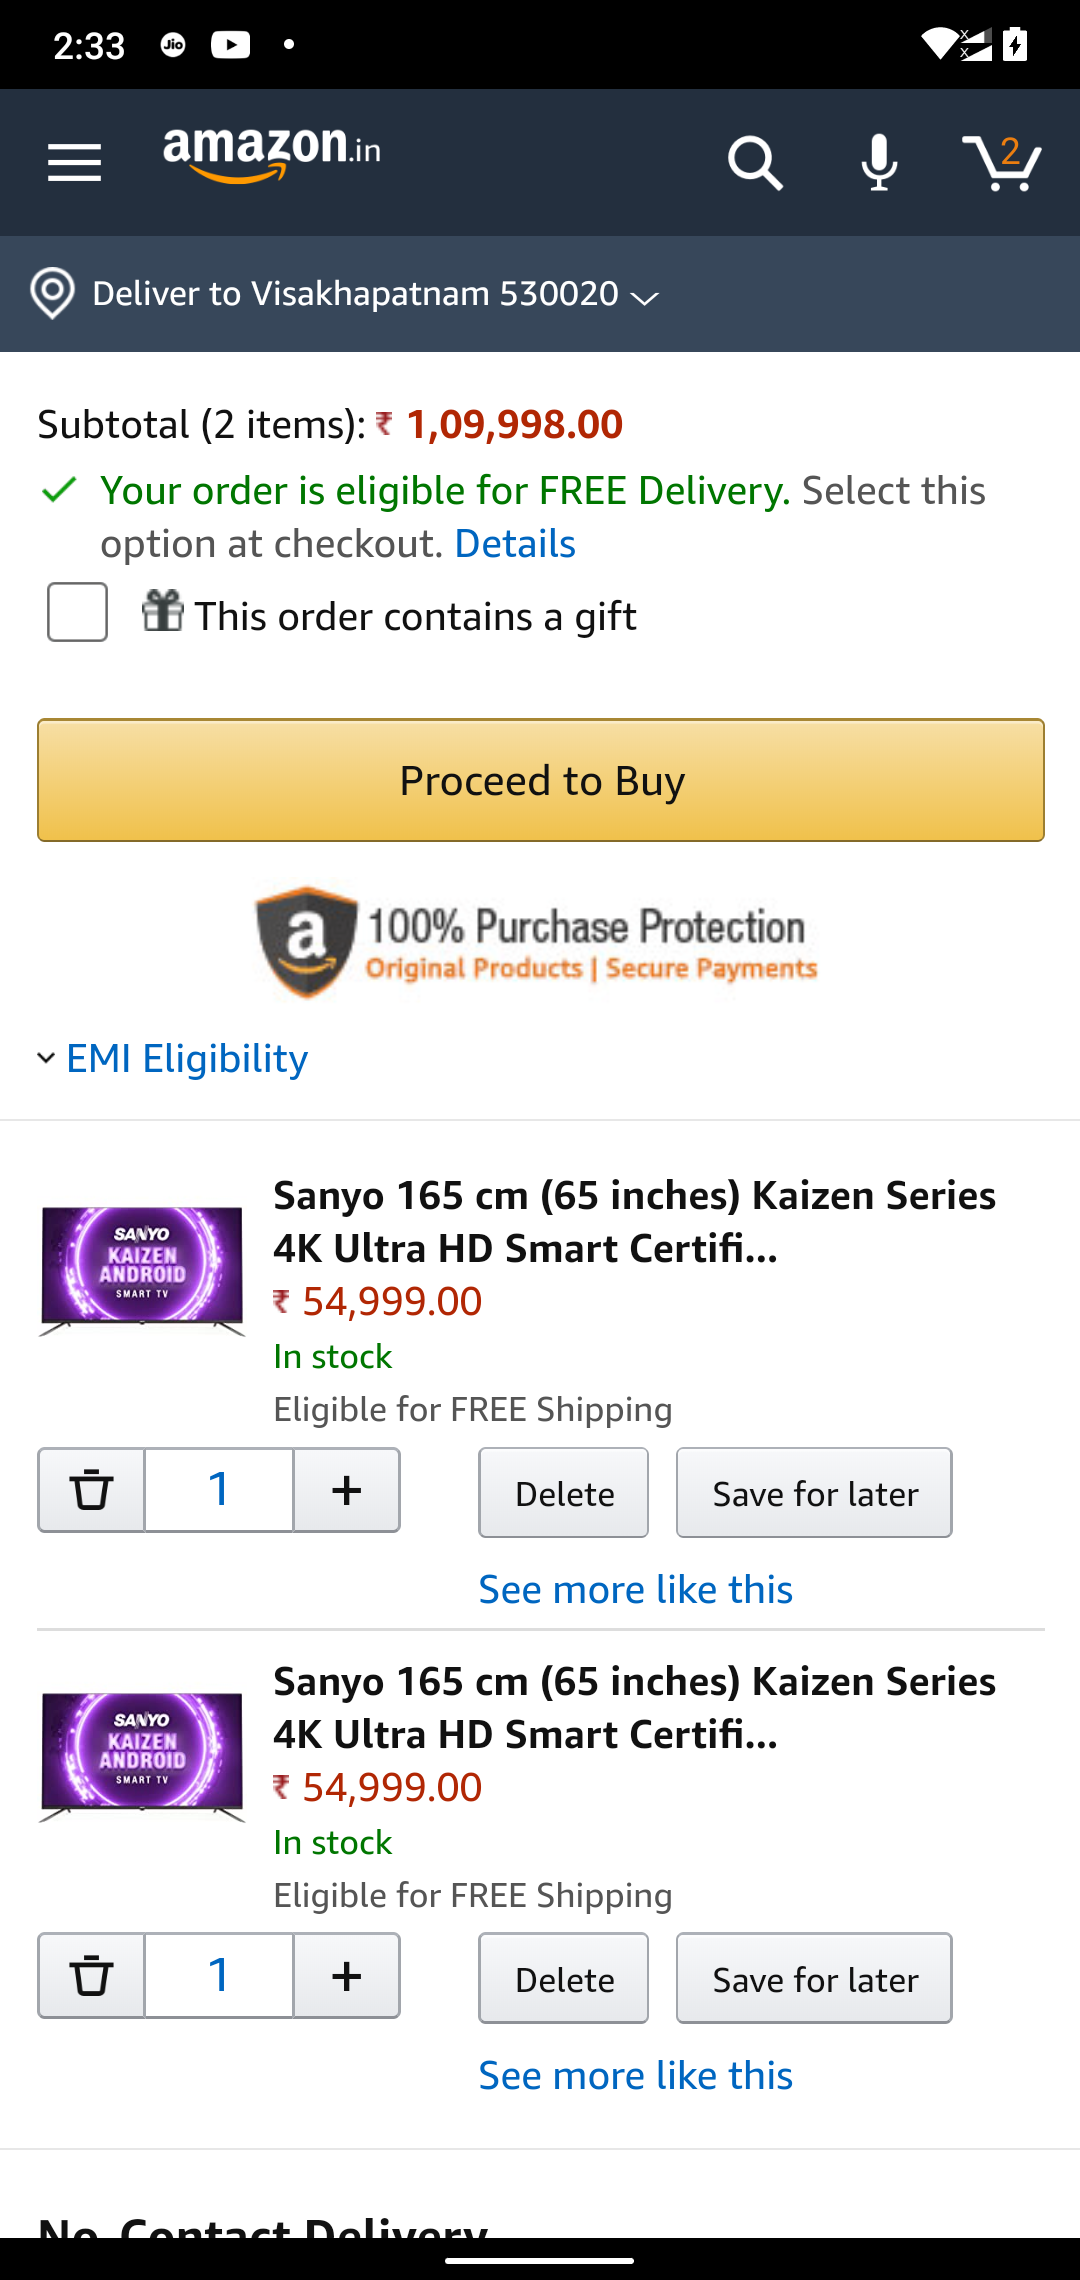 2:33 Jio
amazon.in
2
Deliver to Visakhapatnam 530020
Subtotal (2 items): ₹ 1,09,998.00
Your order is eligible for FREE Delivery. Select this
option at checkout. Details
This order contains a gift
Proceed to Buy
a 100% Purchase Protection
Original Products | Secure Payments
EMI Eligibility
Sanyo 165 cm (65 inches) Kaizen Series
4K Ultra HD Smart Certifi...
SANYO
KAIZEN
ANDROID
SMART TV
₹ 54,999.00
In stock
Eligible for FREE Shipping
1 + Delete Save for later
See more like this
Sanyo 165 cm (65 inches) Kaizen Series
4K Ultra HD Smart Certifi...
SANYO
KAIZEN
ANDROID
SMART TV
₹ 54,999.00
In stock
Eligible for FREE Shipping
1 + Delete Save for later
See more like this
No-Contact Delivery